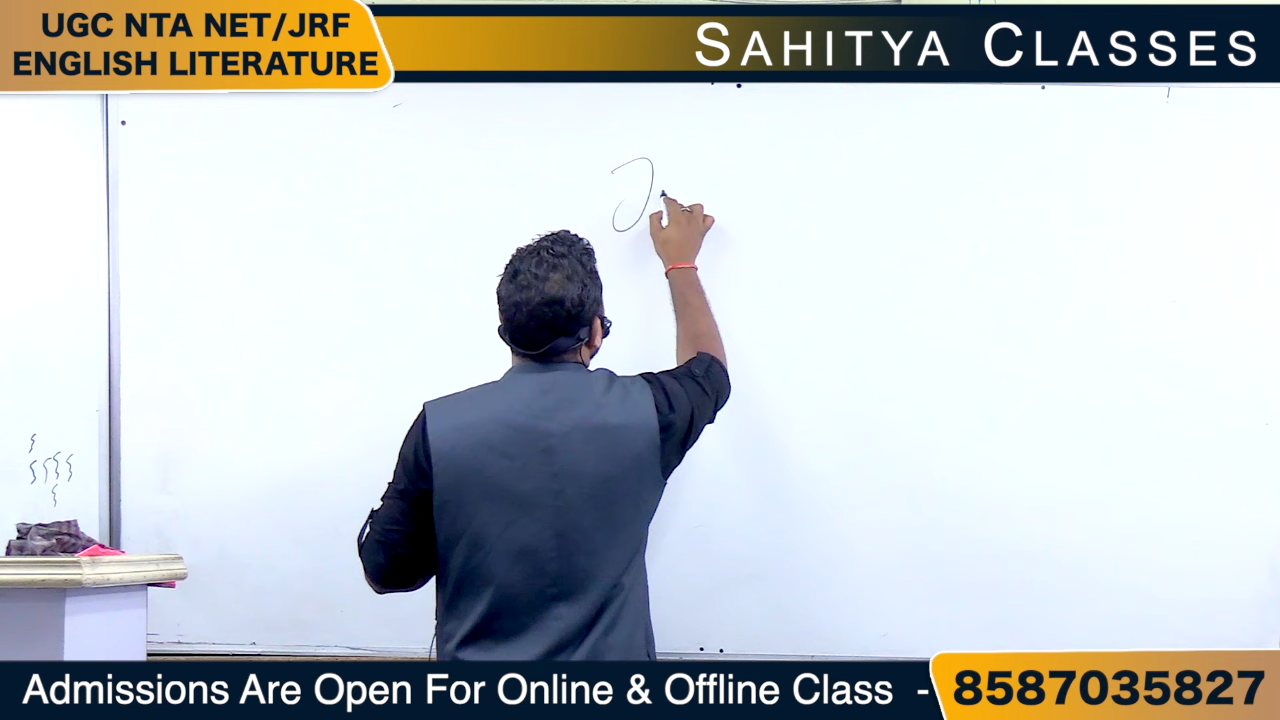 UGC NTA NET/JRF
ENGLISH LITERATURE
SAHITYA CLASSES
J
Admissions Are Open For Online & Offline Class - 8587035827